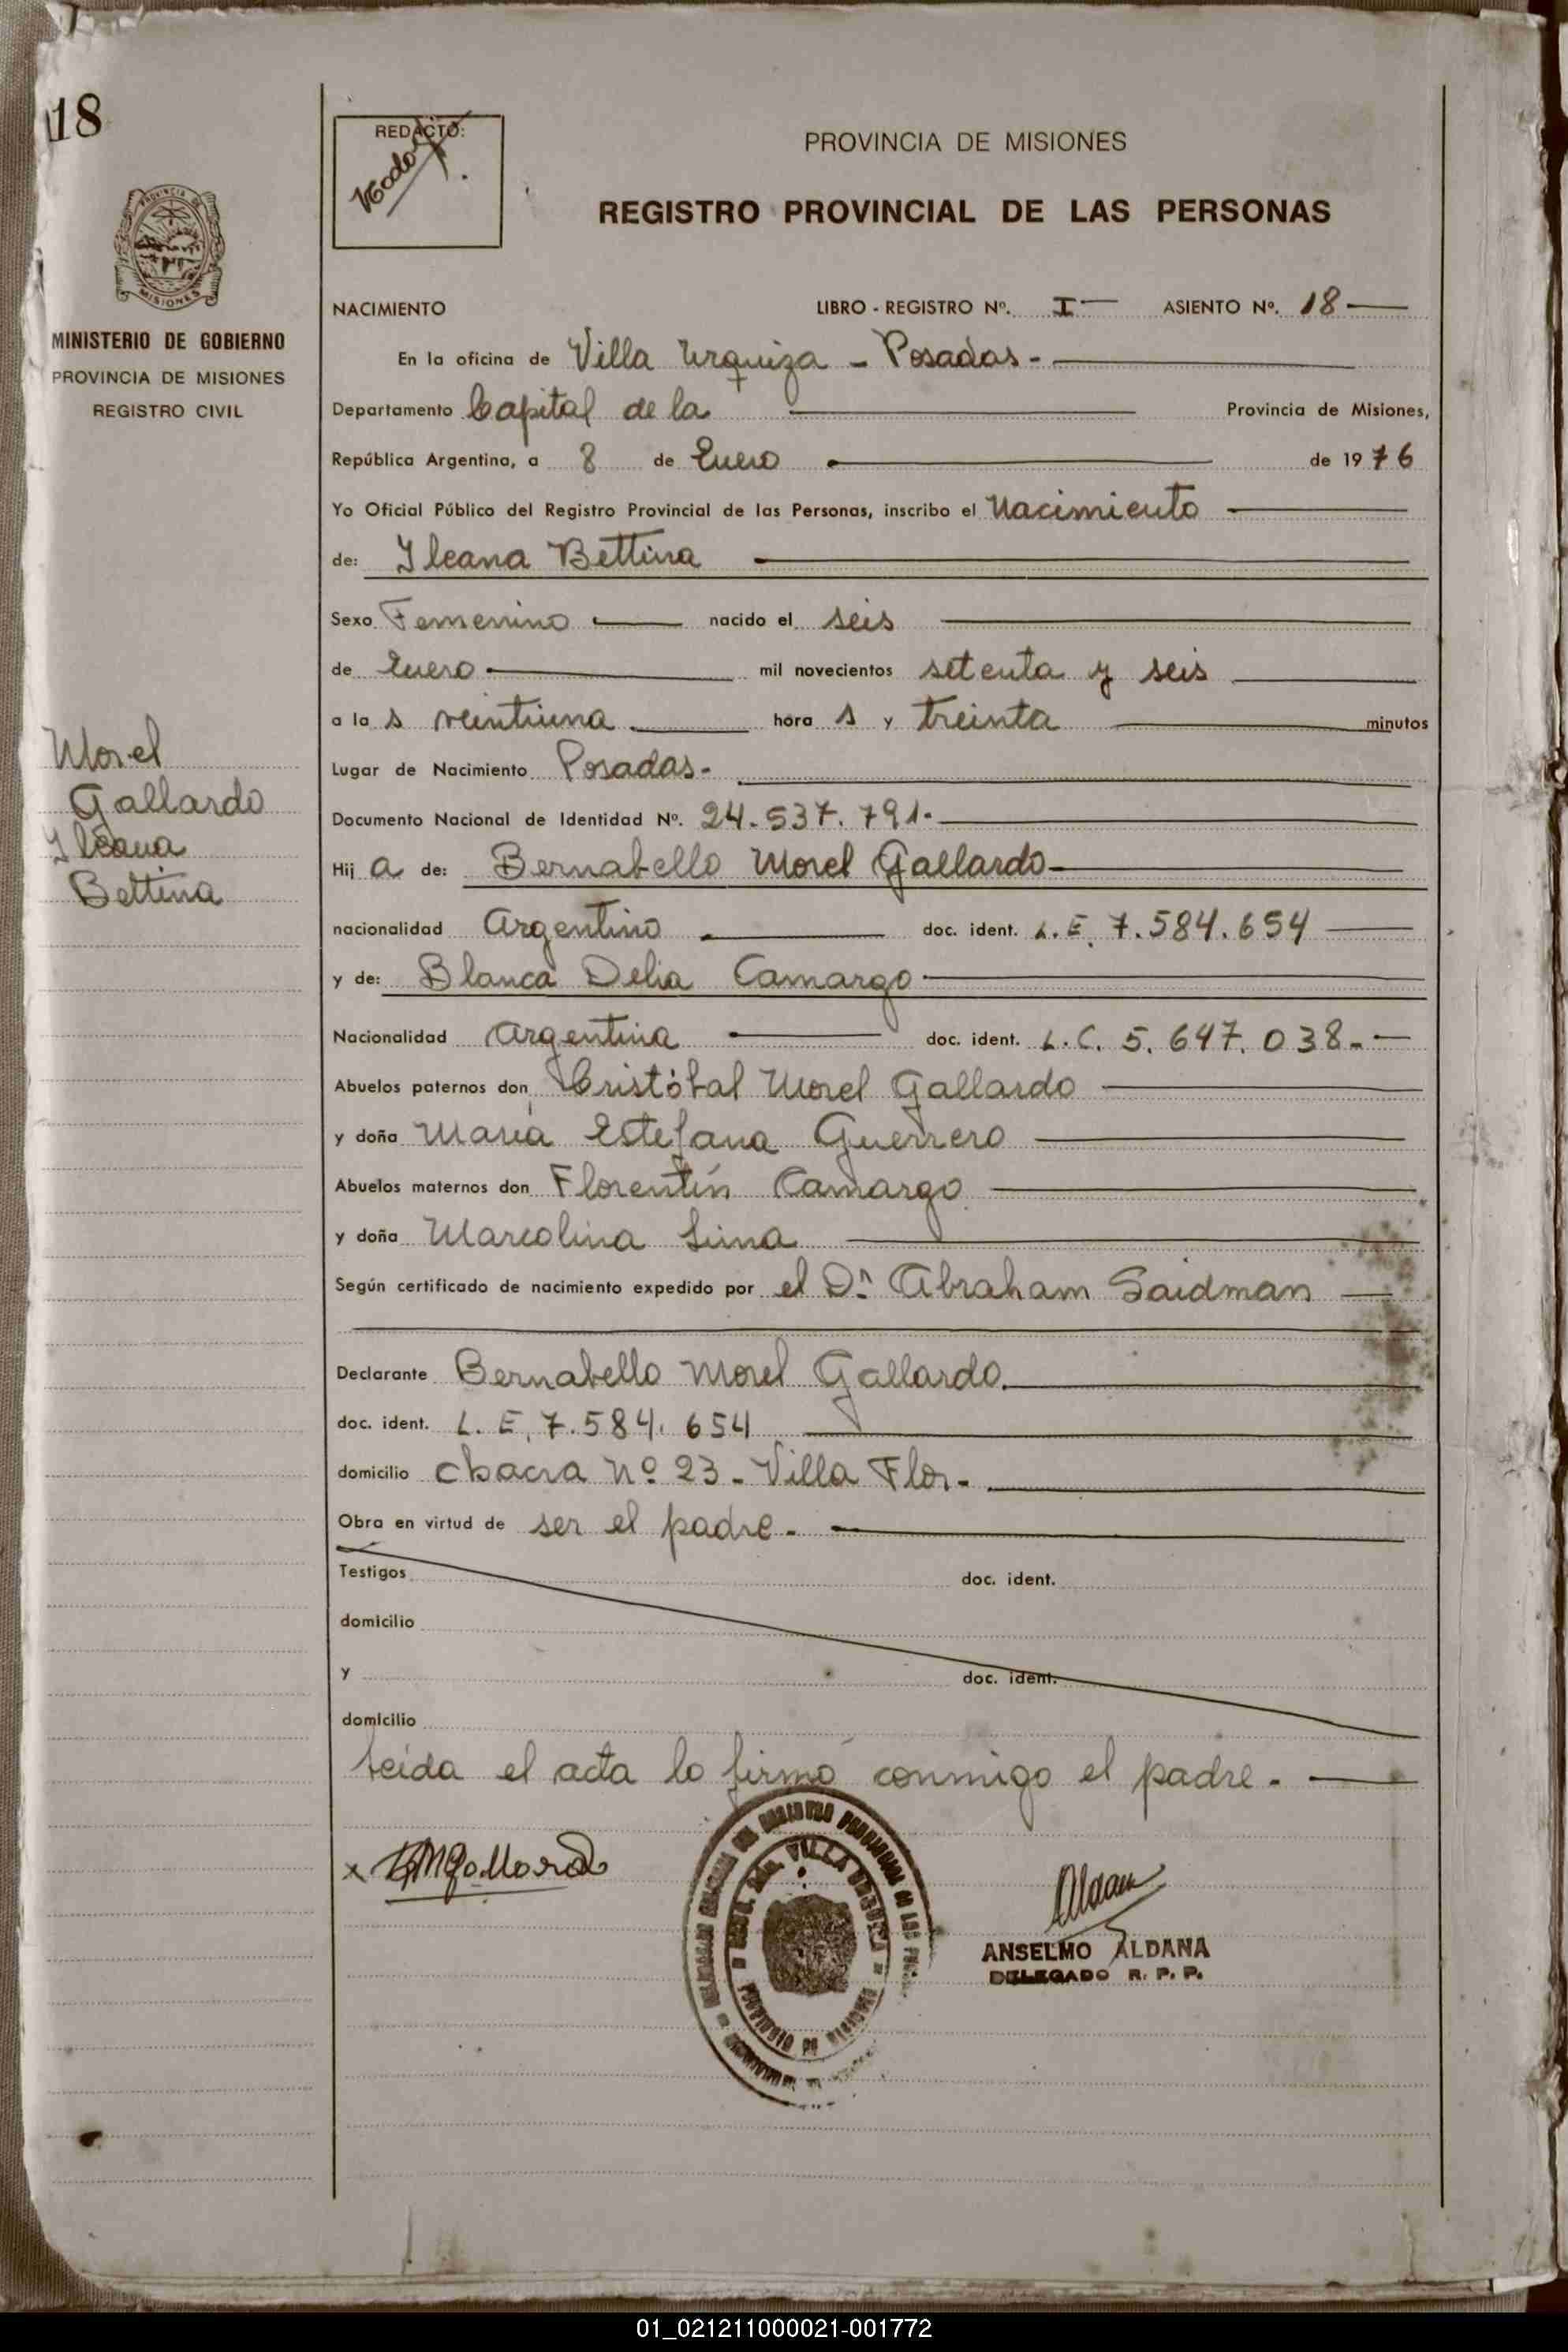 18
REDACTO:
PROVINCIA DE MISIONES
REGISTRO PROVINCIAL DE LAS PERSONAS
PROVINCIA DE
MISIONES
MINISTERIO DE GOBIERNO
PROVINCIA DE MISIONES
REGISTRO CIVIL
Morel
Gallardo
Ileana
Bettina
NACIMIENTO LIBRO - REGISTRO Nº. I ASIENTO Nº. 18
En la oficina de Villa Urquiza - Posadas -
Departamento Capital de la Provincia de Misiones,
República Argentina, a 8 de Enero de 1976
Yo Oficial Público del Registro Provincial de las Personas, inscribo el Nacimiento
de: Ileana Bettina
Sexo Femenino nacido el seis
de Enero mil novecientos setenta y seis
a la s veintiuna hora s y treinta minutos
Lugar de Nacimiento Posadas-
Documento Nacional de Identidad Nº. 24.537.791.
Hij a de: Bernabello Morel Gallardo
nacionalidad Argentino doc. ident. L.E. 7.584.654
y de: Blanca Delia Camargo
Nacionalidad Argentina doc. ident. L.C. 5.647.038.
Abuelos paternos don Cristóbal Morel Gallardo
y doña Maria Estefana Guerrero
Abuelos maternos don Florentín Camargo
y doña Marcolina Lima
Según certificado de nacimiento expedido por el Dr. Abraham Saidman
Declarante Bernabello Morel Gallardo.
doc. ident. L.E. 7.584.654
domicilio chacra Nº 23 - Villa Flor.
Obra en virtud de ser el padre.
Testigos doc. ident.
domicilio
y doc. ident.
domicilio
Leída el acta lo firmó conmigo el padre.
VILLA URQUIZA
ANSELMO ALDANA
DELEGADO R. P. P.
01_021211000021-001772